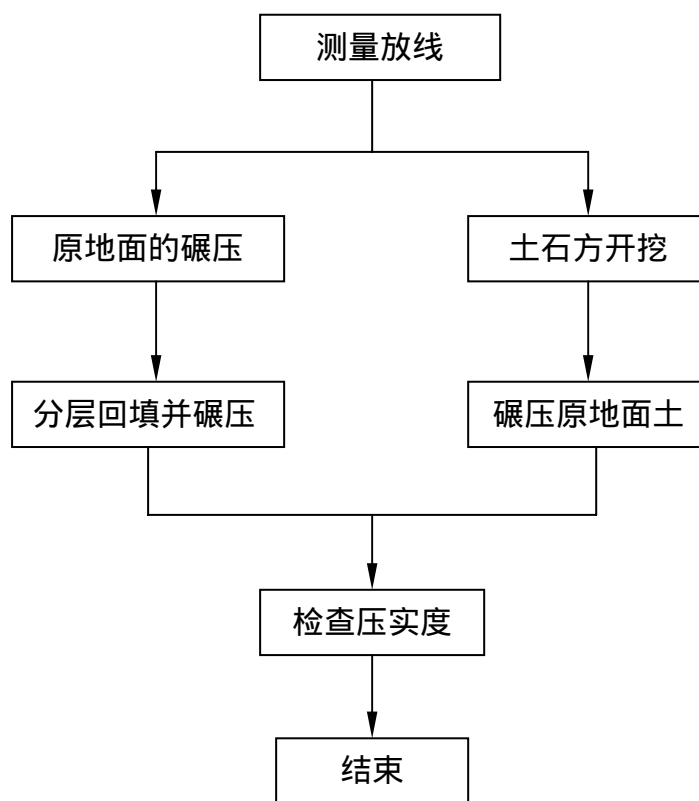 测量放线
原地面的碾压
土石方开挖
分层回填并碾压
碾压原地面土
检查压实度
结束